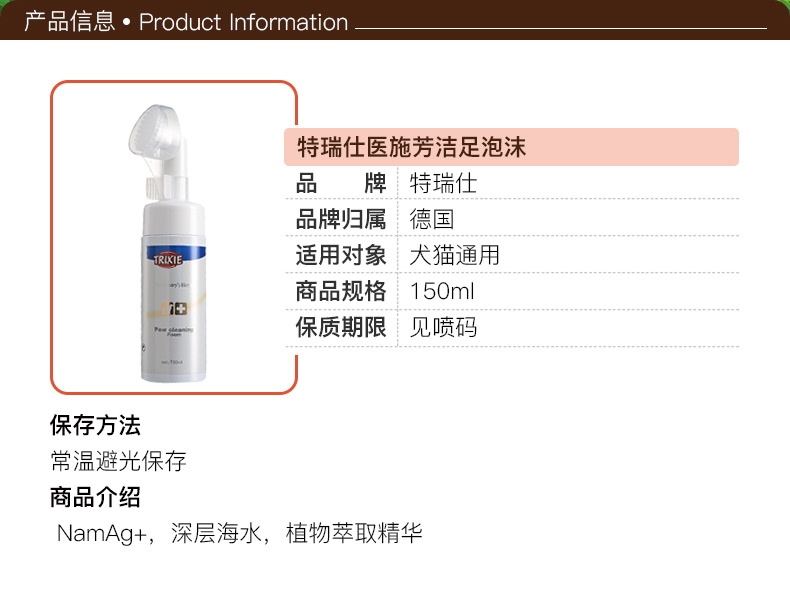 产品信息 • Product Information
特瑞仕医施芳洁足泡沫
品 牌 特瑞仕
品牌归属 德国
适用对象 犬猫通用
商品规格 150ml
保质期限 见喷码
TRIXIE
Paw cleaning
Foam
保存方法
常温避光保存
商品介绍
NamAg+，深层海水，植物萃取精华